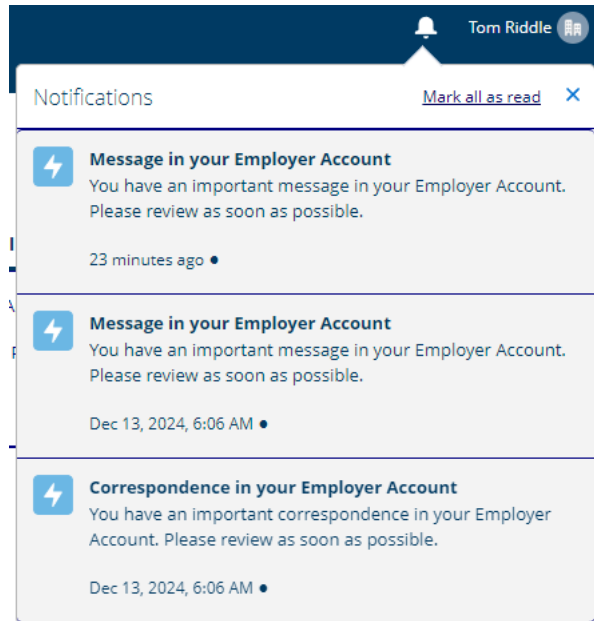 Tom Riddle
Notifications
Mark all as read
Message in your Employer Account
You have an important message in your Employer Account.
Please review as soon as possible.
23 minutes ago
Message in your Employer Account
You have an important message in your Employer Account.
Please review as soon as possible.
Dec 13, 2024, 6:06 AM
Correspondence in your Employer Account
You have an important correspondence in your Employer
Account. Please review as soon as possible.
Dec 13, 2024, 6:06 AM